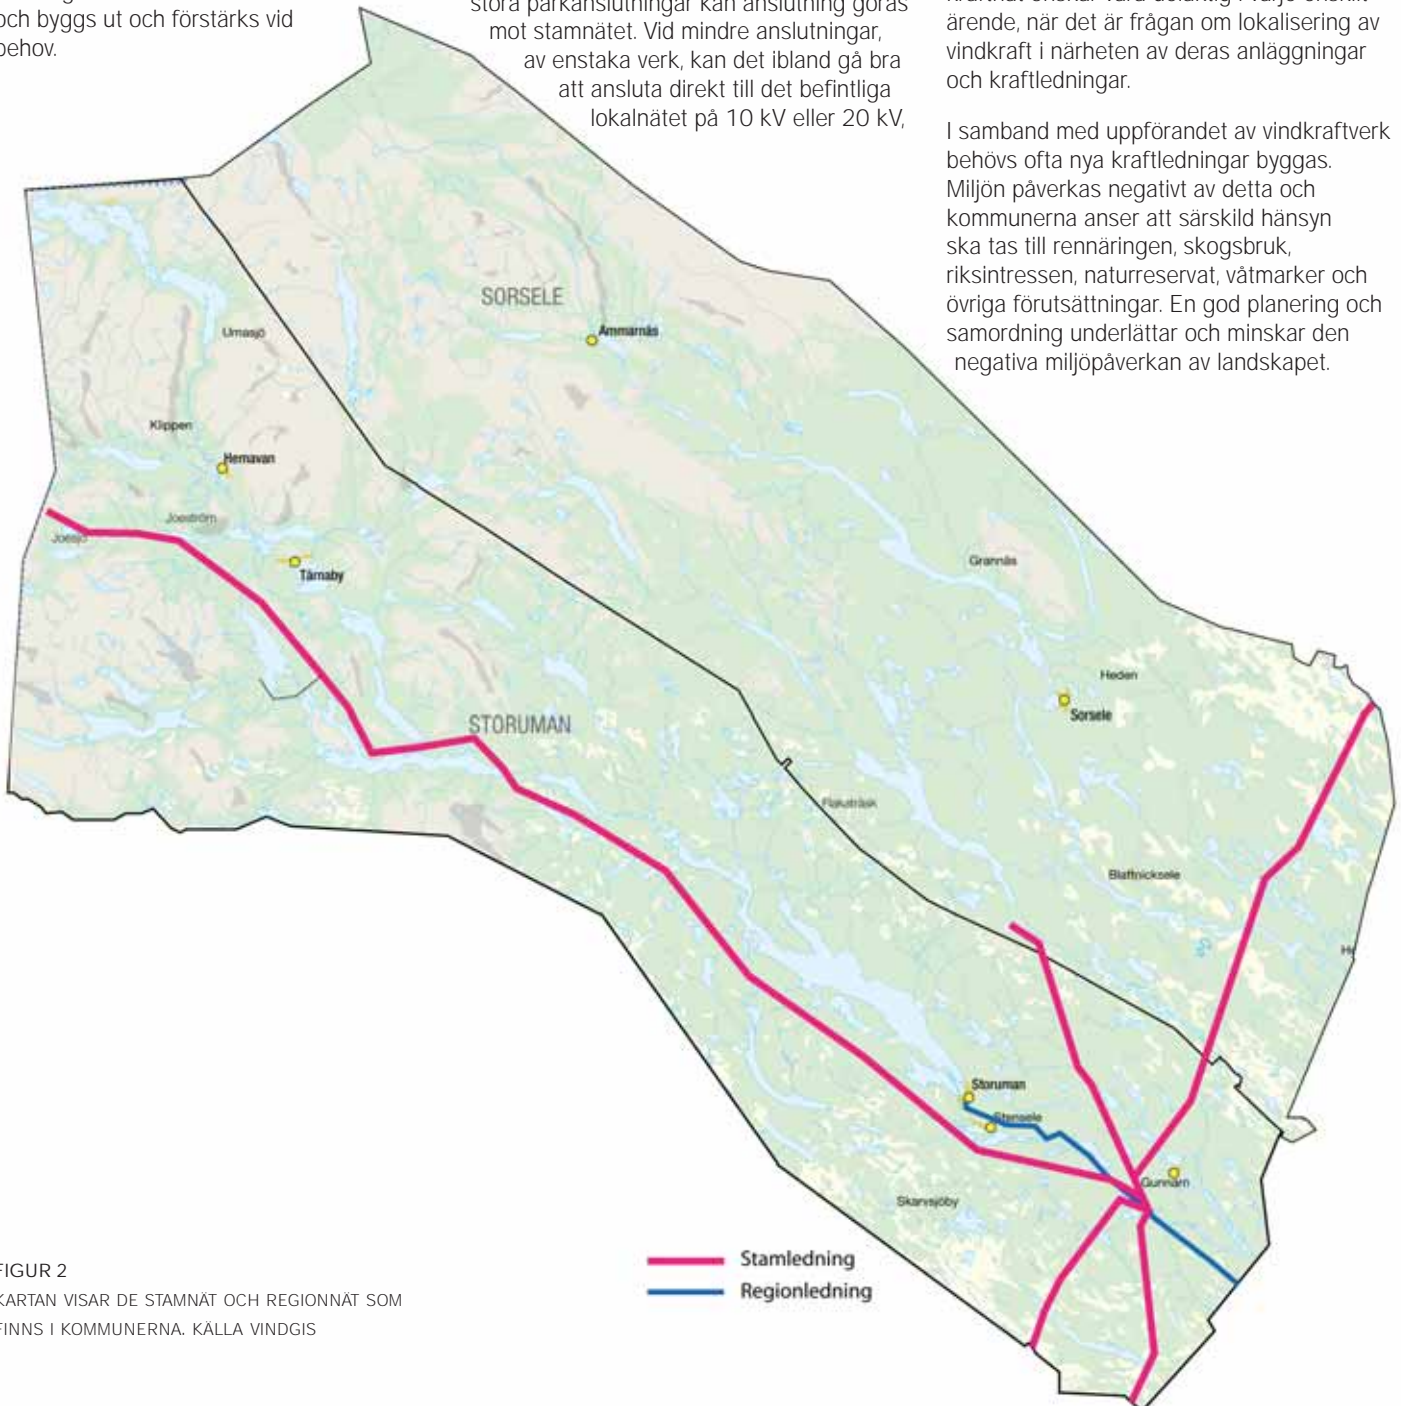 och byggs ut och förstärks vid
behov.
stora parkanslutningar kan anslutning göras
mot stamnätet. Vid mindre anslutningar,
av enstaka verk, kan det ibland gå bra
att ansluta direkt till det befintliga
lokalnätet på 10 kV eller 20 kV,
ärende, när det är frågan om lokalisering av
vindkraft i närheten av deras anläggningar
och kraftledningar.
I samband med uppförandet av vindkraftverk
behövs ofta nya kraftledningar byggas.
Miljön påverkas negativt av detta och
kommunerna anser att särskild hänsyn
ska tas till rennäringen, skogsbruk,
riksintressen, naturreservat, våtmarker och
övriga förutsättningar. En god planering och
samordning underlättar och minskar den
negativa miljöpåverkan av landskapet.
SORSELE
Ammarnäs
Umasjö
Klippen
Hemavan
Joeström
Joesjö
Tärnaby
Grannäs
Heden
Sorsele
STORUMAN
Flakaträsk
Blattnicksele
Storuman
Stensele
Gunnarn
Skarvsjöby
Stamledning
Regionledning
FIGUR 2
KARTAN VISAR DE STAMNÄT OCH REGIONNÄT SOM
FINNS I KOMMUNERNA. KÄLLA VINDGIS